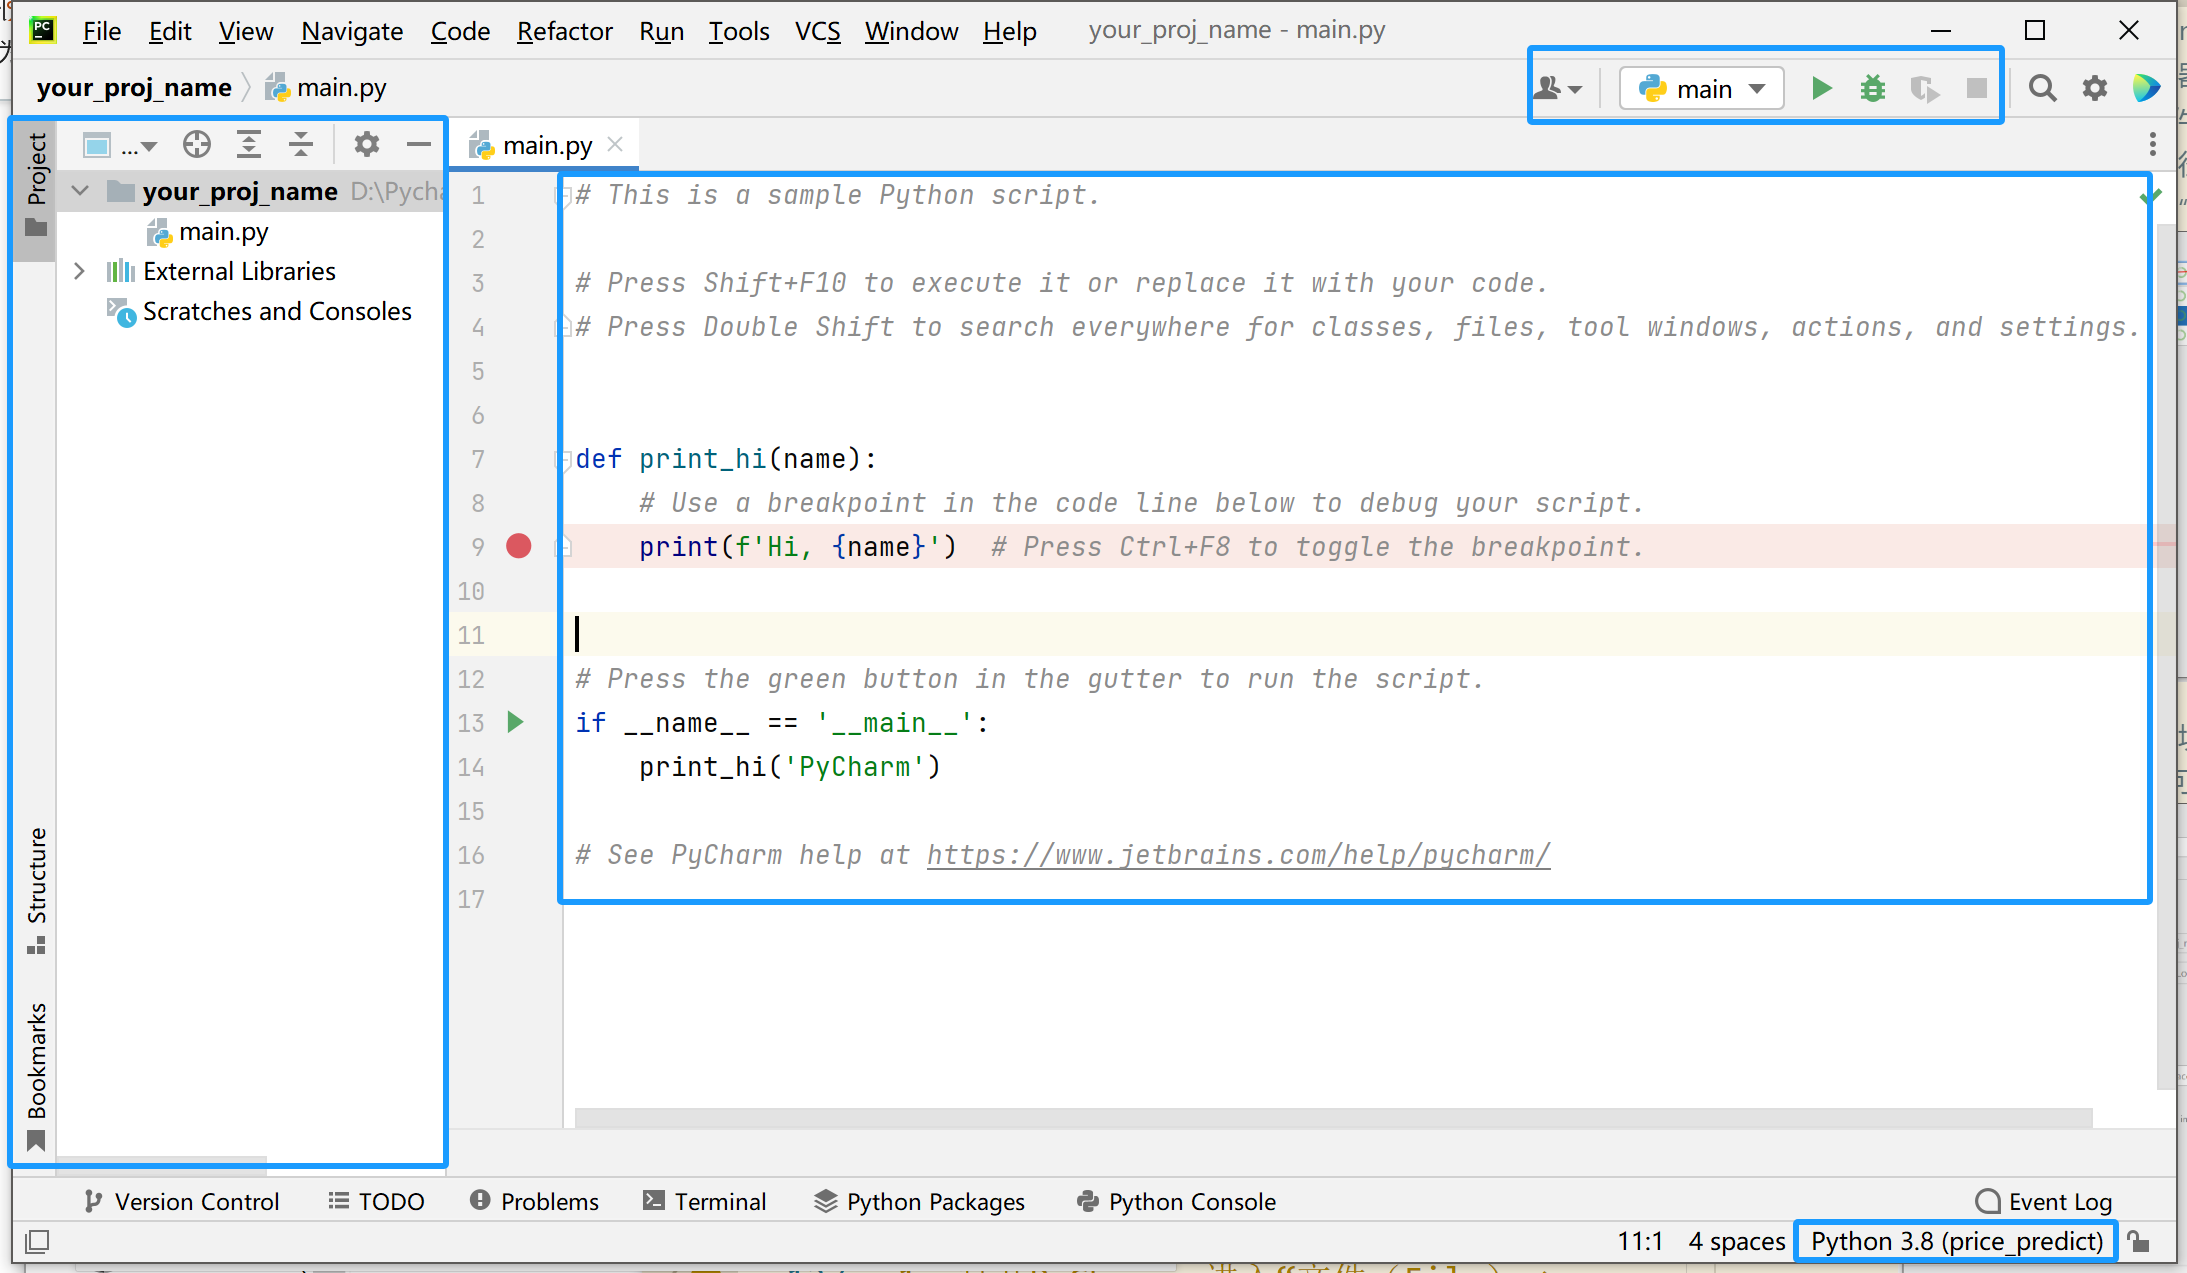 PC
File Edit View Navigate Code Refactor Run Tools VCS Window Help your_proj_name - main.py
your_proj_name main.py main
Project
...
main.py
your_proj_name D:\Pycha
main.py
External Libraries
Scratches and Consoles
Structure
Bookmarks
1 # This is a sample Python script.
2
3 # Press Shift+F10 to execute it or replace it with your code.
4 # Press Double Shift to search everywhere for classes, files, tool windows, actions, and settings.
5
6
7 def print_hi(name):
8 # Use a breakpoint in the code line below to debug your script.
9 print(f'Hi, {name}') # Press Ctrl+F8 to toggle the breakpoint.
10
11
12 # Press the green button in the gutter to run the script.
13 if __name__ == '__main__':
14 print_hi('PyCharm')
15
16 # See PyCharm help at https://www.jetbrains.com/help/pycharm/
17
Version Control TODO Problems Terminal Python Packages Python Console Event Log
11:1 4 spaces Python 3.8 (price_predict)